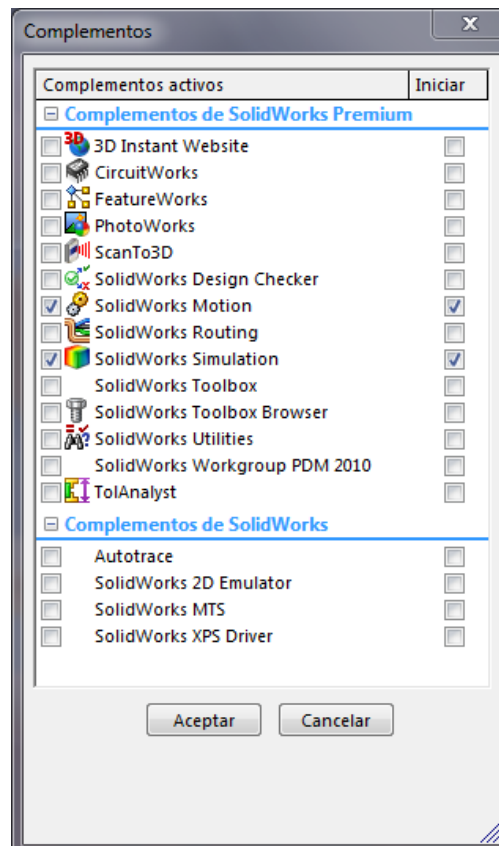 Complementos
Complementos activos Iniciar
Complementos de SolidWorks Premium
3D Instant Website
CircuitWorks
FeatureWorks
PhotoWorks
ScanTo3D
SolidWorks Design Checker
SolidWorks Motion
SolidWorks Routing
SolidWorks Simulation
SolidWorks Toolbox
SolidWorks Toolbox Browser
SolidWorks Utilities
SolidWorks Workgroup PDM 2010
TolAnalyst
Complementos de SolidWorks
Autotrace
SolidWorks 2D Emulator
SolidWorks MTS
SolidWorks XPS Driver
Aceptar Cancelar